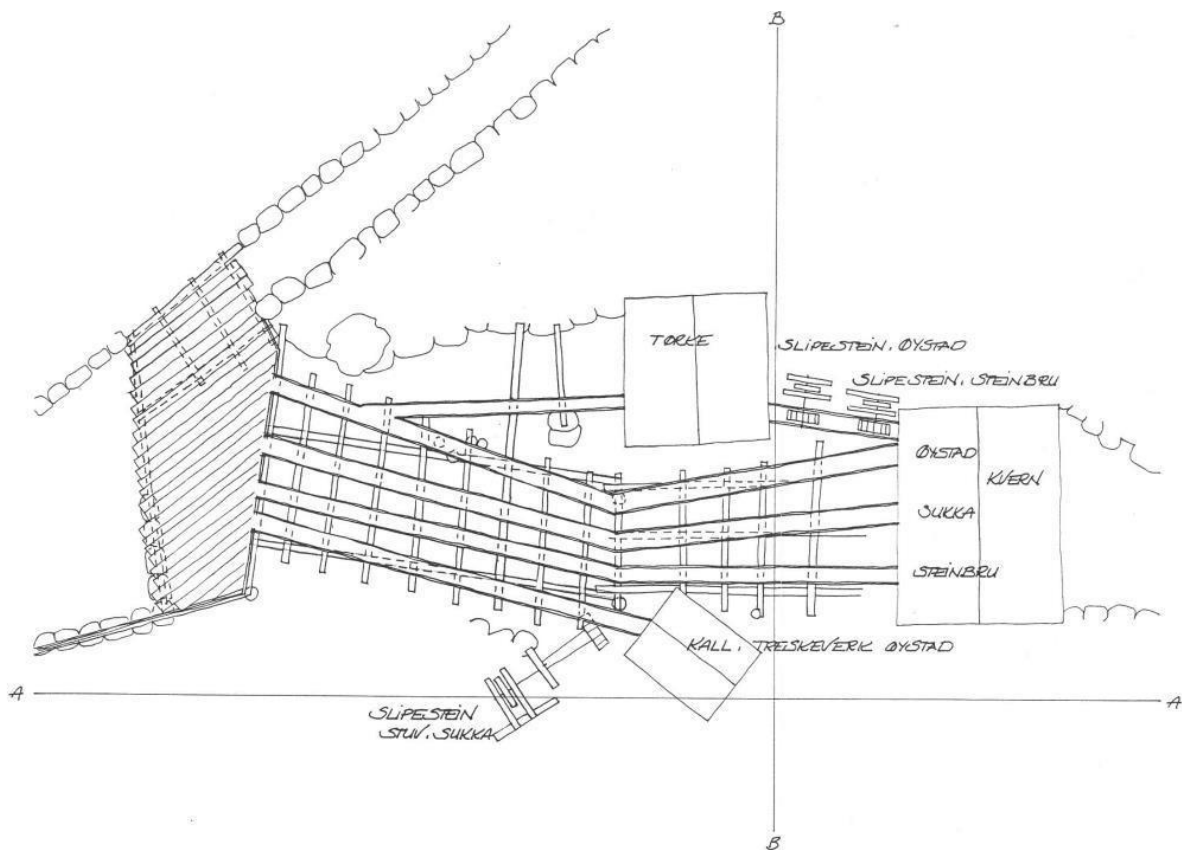 B
TØRKE
SLIPESTEIN. ØYSTAD
SLIPESTEIN. STEINBRU
ØYSTAD
KVERN
SUKKA
STEINBRU
KALL. TRESKEVERK ØYSTAD
A
A
SLIPESTEIN
STUV. SUKKA
B